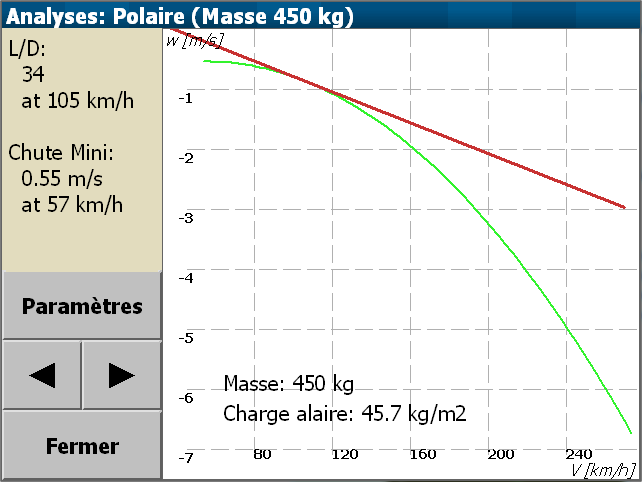 Analyses: Polaire (Masse 450 kg)
L/D:
34
at 105 km/h
Chute Mini:
0.55 m/s
at 57 km/h
Paramètres
Fermer
w [m/s]
-1
-2
-3
-4
-5
-6
-7
Masse: 450 kg
Charge alaire: 45.7 kg/m2
80 120 160 200 240
V [km/h]